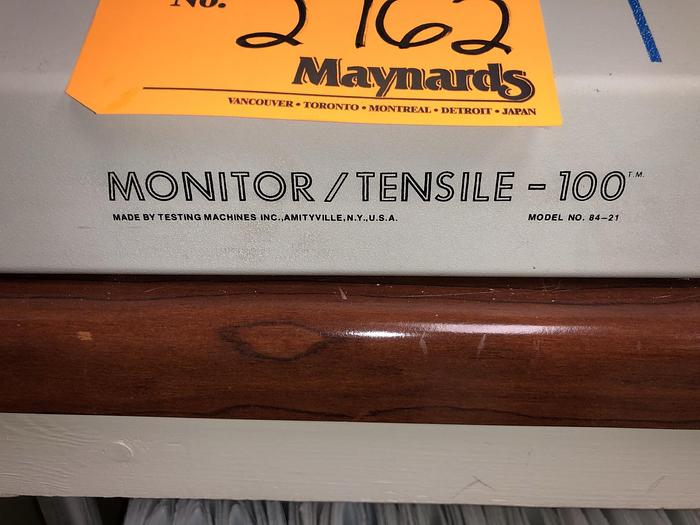 No. 2762
Maynards
VANCOUVER • TORONTO • MONTREAL • DETROIT • JAPAN
MONITOR / TENSILE - 100 T.M.
MADE BY TESTING MACHINES INC., AMITYVILLE, N.Y., U.S.A. MODEL NO. 84-21